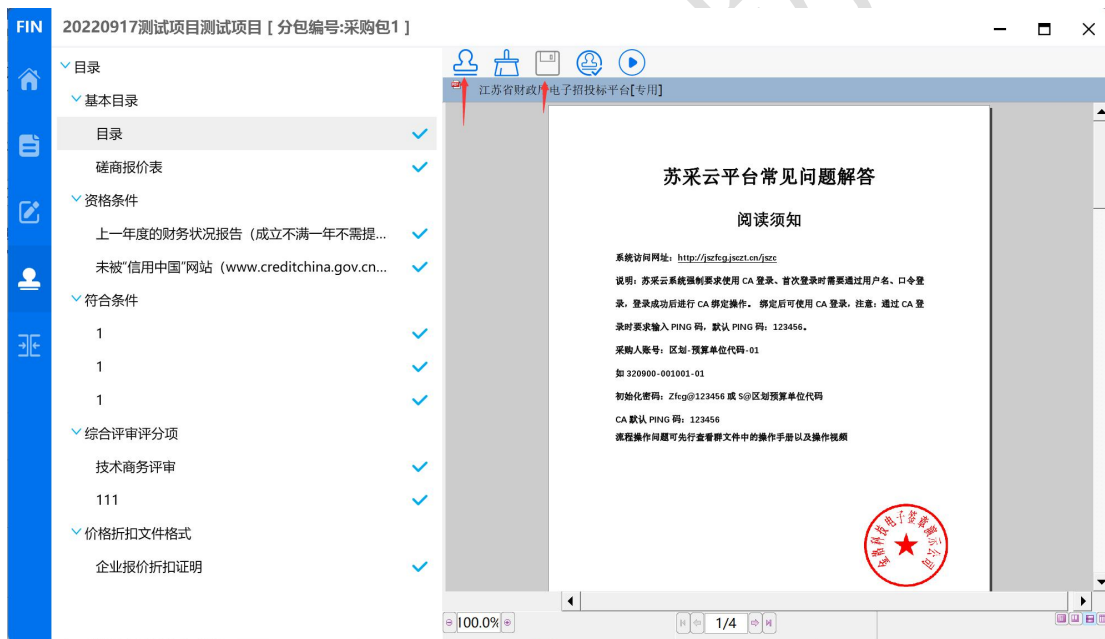 FIN
20220917测试项目测试项目 [ 分包编号:采购包1 ]
目录
基本目录
目录
磋商报价表
资格条件
上一年度的财务状况报告（成立不满一年不需提...
未被“信用中国”网站（www.creditchina.gov.cn...
符合条件
1
1
1
综合评审评分项
技术商务评审
111
价格折扣文件格式
企业报价折扣证明
江苏省财政厅电子招投标平台[专用]
苏采云平台常见问题解答
阅读须知
系统访问网址：http://jszfcg.jsczt.cn/jszc
说明：苏采云系统强制要求使用 CA 登录、首次登录时需要通过用户名、口令登
录，登录成功后进行 CA 绑定操作。 绑定后可使用 CA 登录，注意：通过 CA 登
录时要求输入 PING 码，默认 PING 码：123456。
采购人账号：区划-预算单位代码-01
如 320900-001001-01
初始化密码：Zfcg@123456 或 S@区划预算单位代码
CA 默认 PING 码：123456
流程操作问题可先行查看群文件中的操作手册以及操作视频
100.0%
1/4